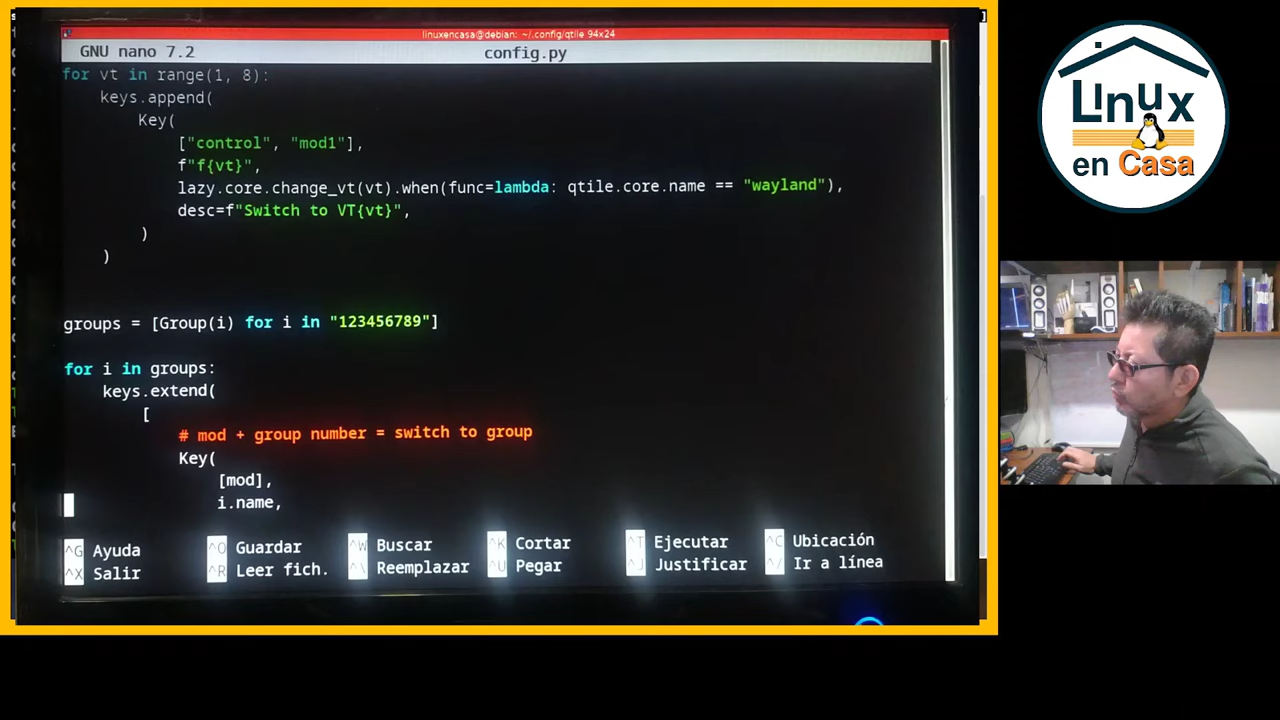 linuxencasa@debian: ~/.config/qtile 94x24
GNU nano 7.2 config.py
for vt in range(1, 8):
keys.append(
Key(
["control", "mod1"],
f"f{vt}",
lazy.core.change_vt(vt).when(func=lambda: qtile.core.name == "wayland"),
desc=f"Switch to VT{vt}",
)
)
groups = [Group(i) for i in "123456789"]
for i in groups:
keys.extend(
[
# mod + group number = switch to group
Key(
[mod],
i.name,
^G Ayuda ^O Guardar ^W Buscar ^K Cortar ^T Ejecutar ^C Ubicación
^X Salir ^R Leer fich. ^\ Reemplazar ^U Pegar ^J Justificar ^/ Ir a línea
Linux
en Casa